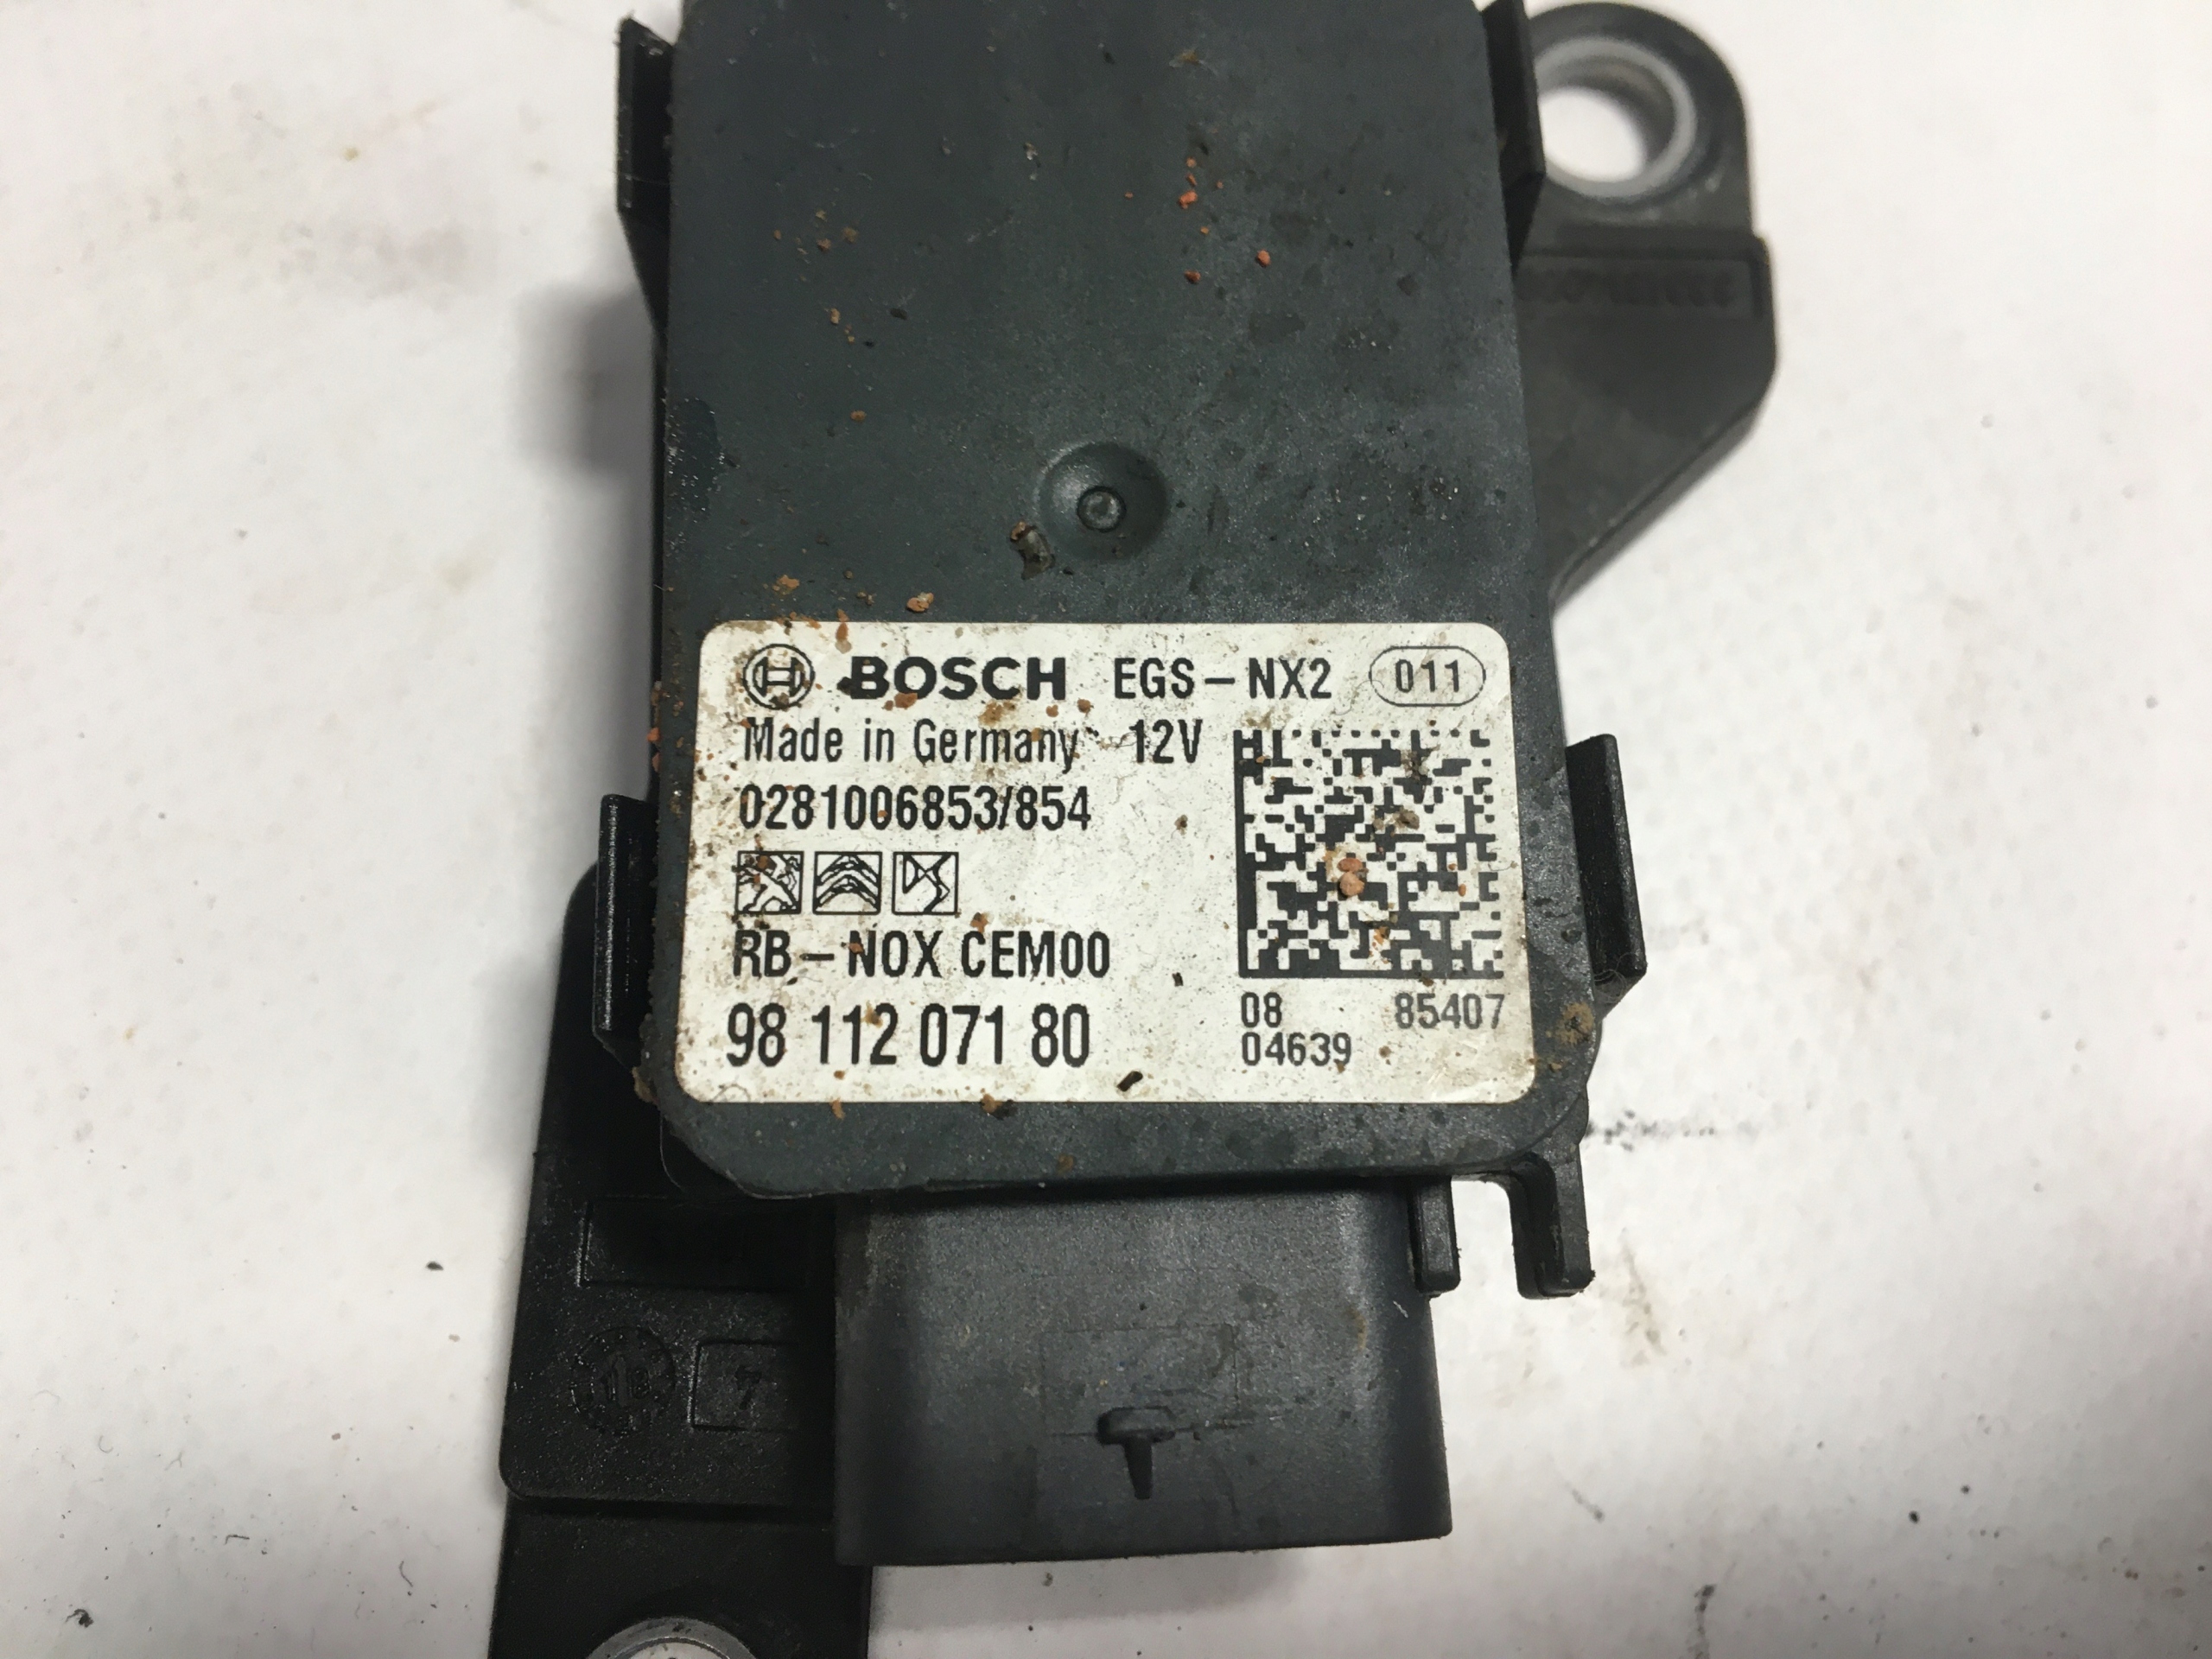 BOSCH EGS-NX2 011
Made in Germany 12V
0281006853/854
RB-NOX CEM00
98 112 071 80
08 85407
04639
7